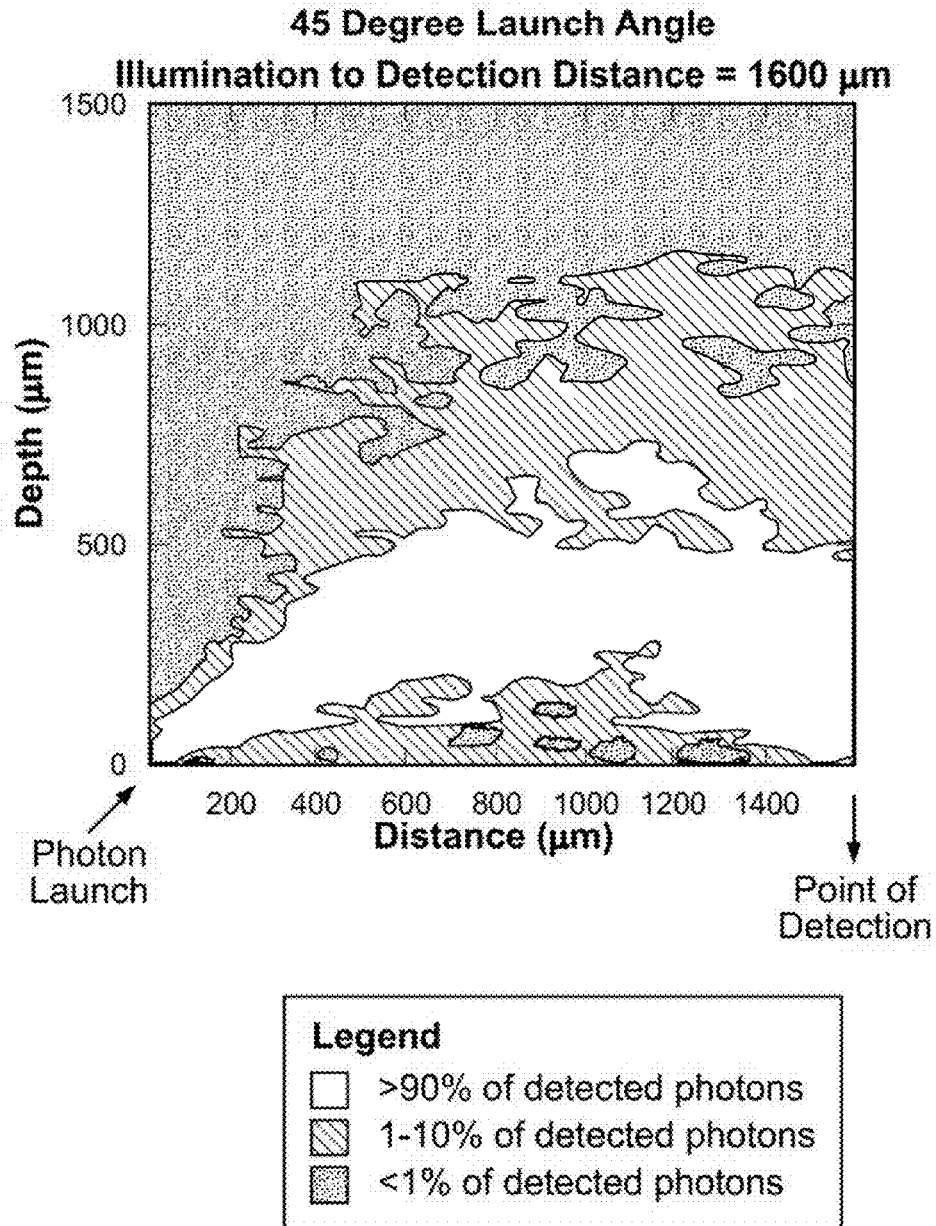 45 Degree Launch Angle
Illumination to Detection Distance = 1600 µm
1500
1000
500
0
Depth (µm)
200 400 600 800 1000 1200 1400
Distance (µm)
Photon
Launch
Point of
Detection
Legend
>90% of detected photons
1-10% of detected photons
<1% of detected photons